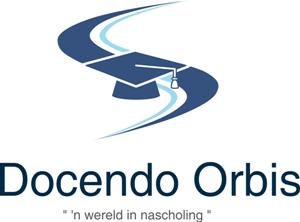 Docendo Orbis
" 'n wereld in nascholing "